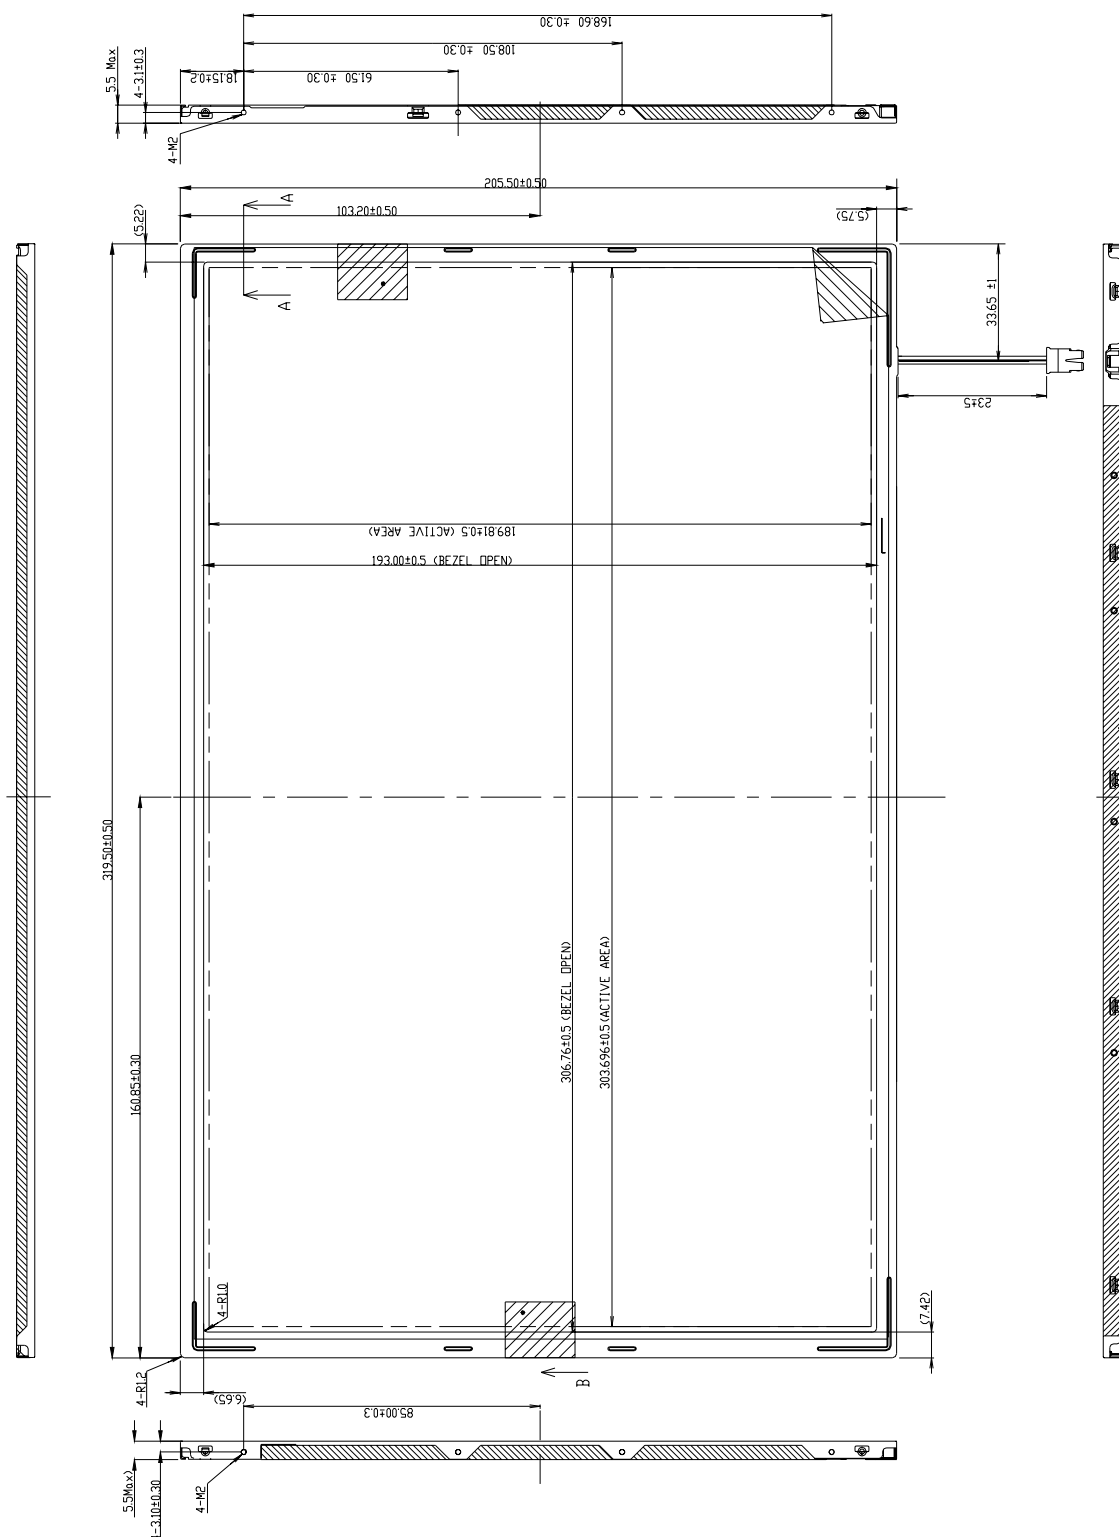 168.60 ±0.30
108.50 ±0.30
61.50 ±0.30
18.15±0.2
5.5 Max
4-3.1±0.3
4-M2
205.50±0.50
103.20±0.50
(5.22)
(5.75)
A
A
33.65 ±1
23±5
189.81±0.5 (ACTIVE AREA)
193.00±0.5 (BEZEL OPEN)
319.50±0.50
160.85±0.30
306.76±0.5 (BEZEL OPEN)
303.696±0.5(ACTIVE AREA)
4-R1.0
4-R1.2
(6.65)
(7.42)
B
85.00±0.3
5.5Max)
4-M2
-3.10±0.30